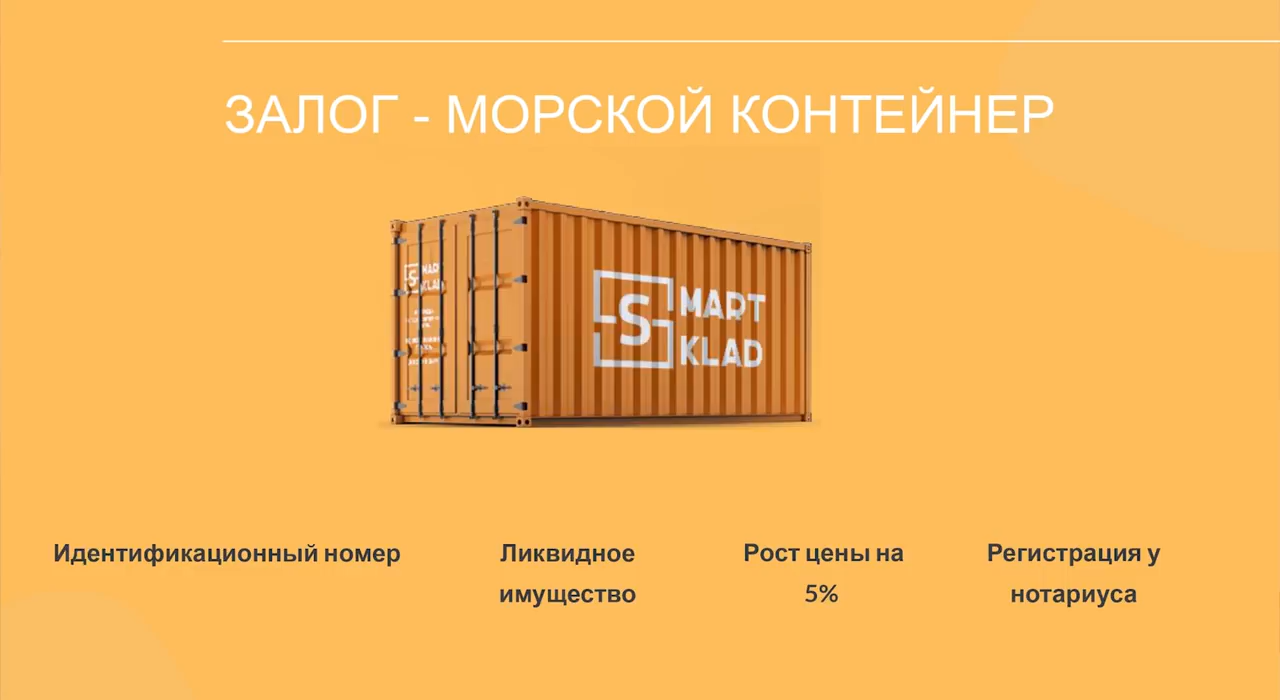 ЗАЛОГ - МОРСКОЙ КОНТЕЙНЕР
S MART
KLAD
S MART
KLAD
Идентификационный номер
Ликвидное
имущество
Рост цены на
5%
Регистрация у
нотариуса